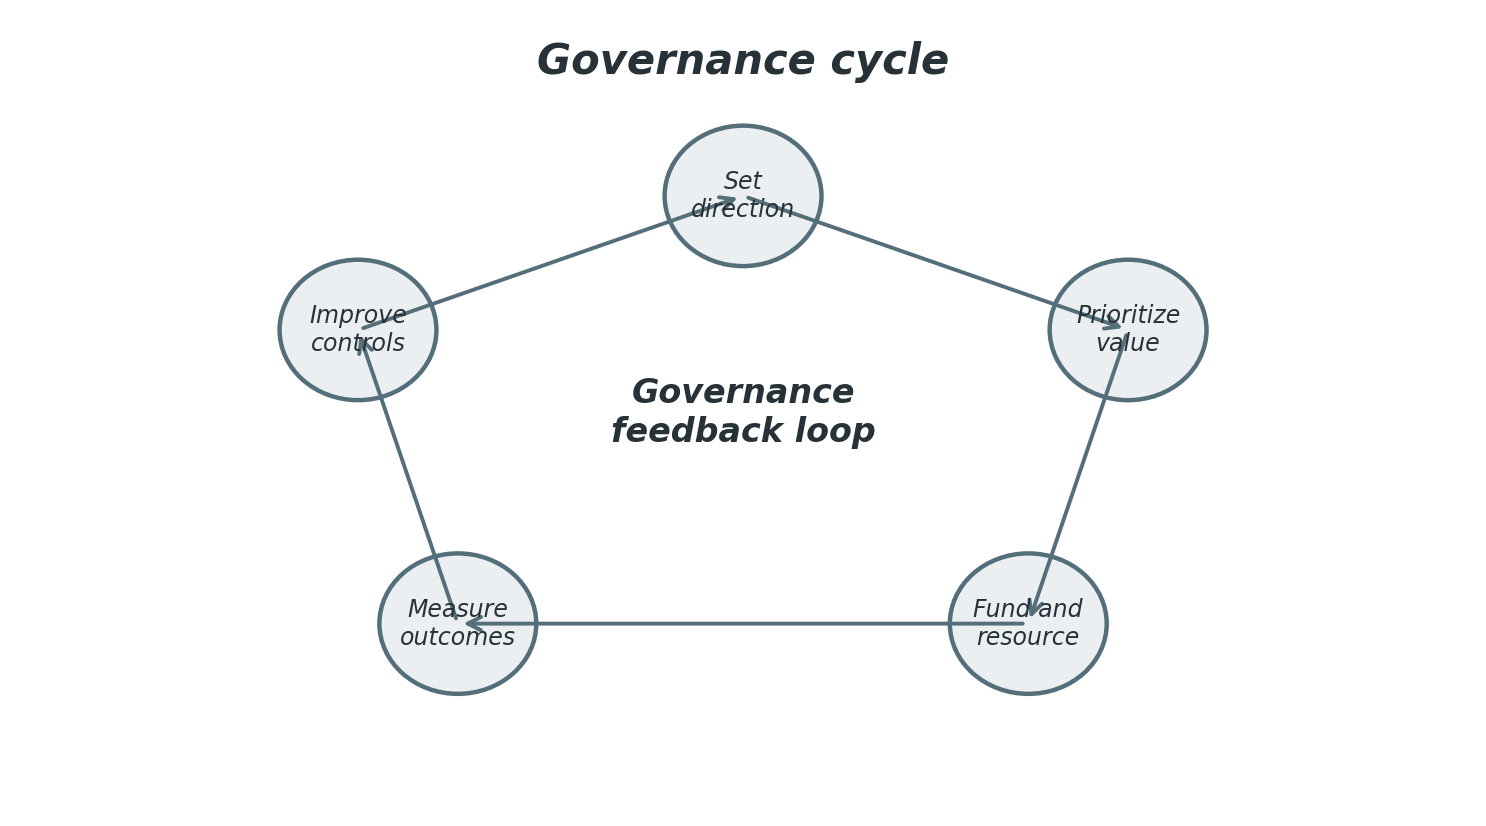 Governance cycle
Set
direction
Improve
controls
Prioritize
value
Governance
feedback loop
Measure
outcomes
Fund and
resource